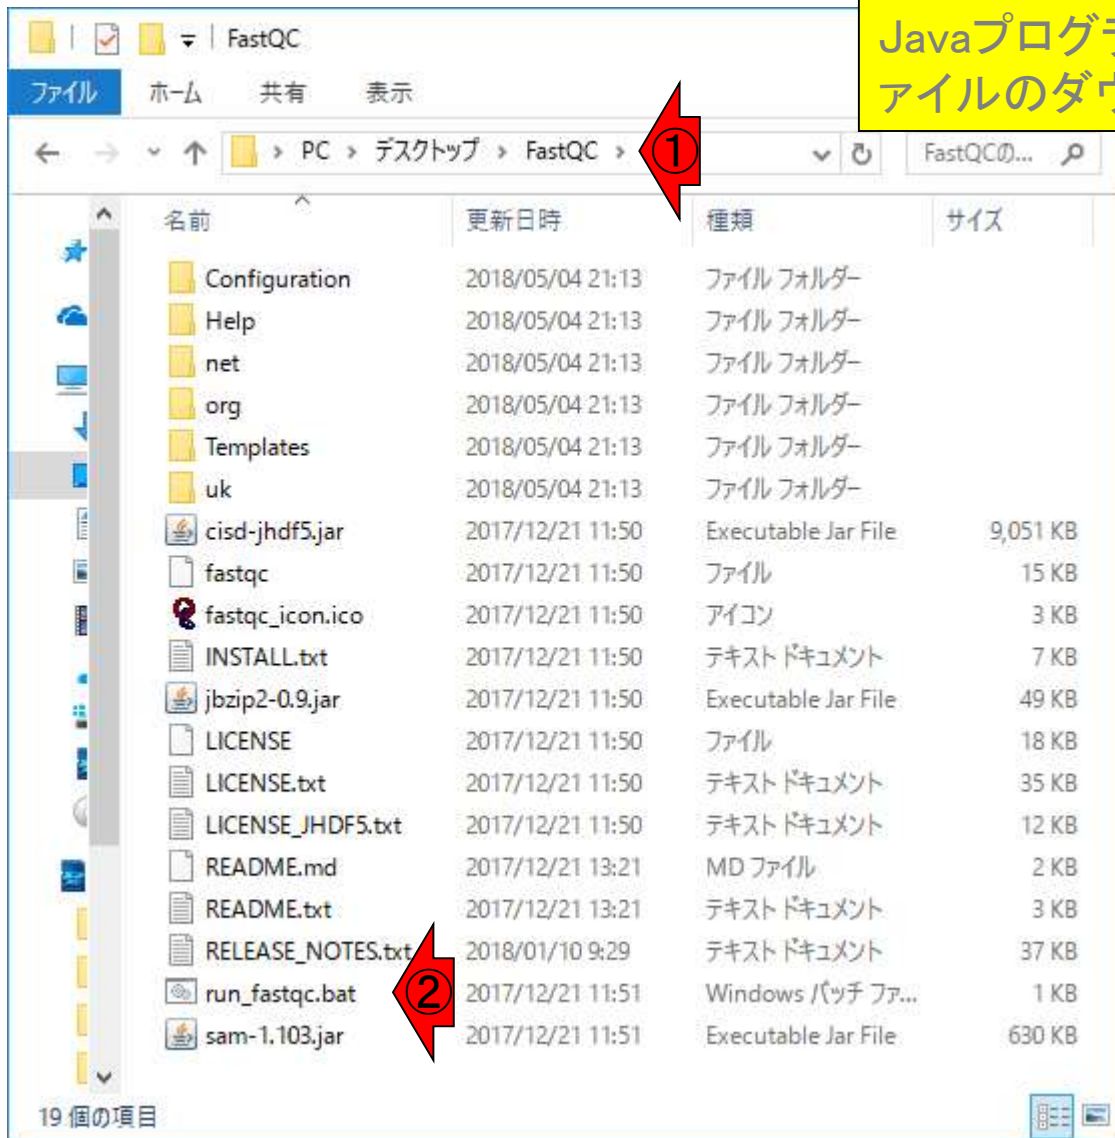 FastQC
Javaプログ
ァイルのダウ
ファイル ホーム 共有 表示
PC > デスクトップ > FastQC > ① FastQCの...
名前 更新日時 種類 サイズ
Configuration 2018/05/04 21:13 ファイル フォルダー
Help 2018/05/04 21:13 ファイル フォルダー
net 2018/05/04 21:13 ファイル フォルダー
org 2018/05/04 21:13 ファイル フォルダー
Templates 2018/05/04 21:13 ファイル フォルダー
uk 2018/05/04 21:13 ファイル フォルダー
cisd-jhdf5.jar 2017/12/21 11:50 Executable Jar File 9,051 KB
fastqc 2017/12/21 11:50 ファイル 15 KB
fastqc_icon.ico 2017/12/21 11:50 アイコン 3 KB
INSTALL.txt 2017/12/21 11:50 テキスト ドキュメント 7 KB
jbzip2-0.9.jar 2017/12/21 11:50 Executable Jar File 49 KB
LICENSE 2017/12/21 11:50 ファイル 18 KB
LICENSE.txt 2017/12/21 11:50 テキスト ドキュメント 35 KB
LICENSE_JHDF5.txt 2017/12/21 11:50 テキスト ドキュメント 12 KB
README.md 2017/12/21 13:21 MD ファイル 2 KB
README.txt 2017/12/21 13:21 テキスト ドキュメント 3 KB
RELEASE_NOTES.txt 2018/01/10 9:29 テキスト ドキュメント 37 KB
run_fastqc.bat ② 2017/12/21 11:51 Windows バッチ ファ... 1 KB
sam-1.103.jar 2017/12/21 11:51 Executable Jar File 630 KB
19 個の項目